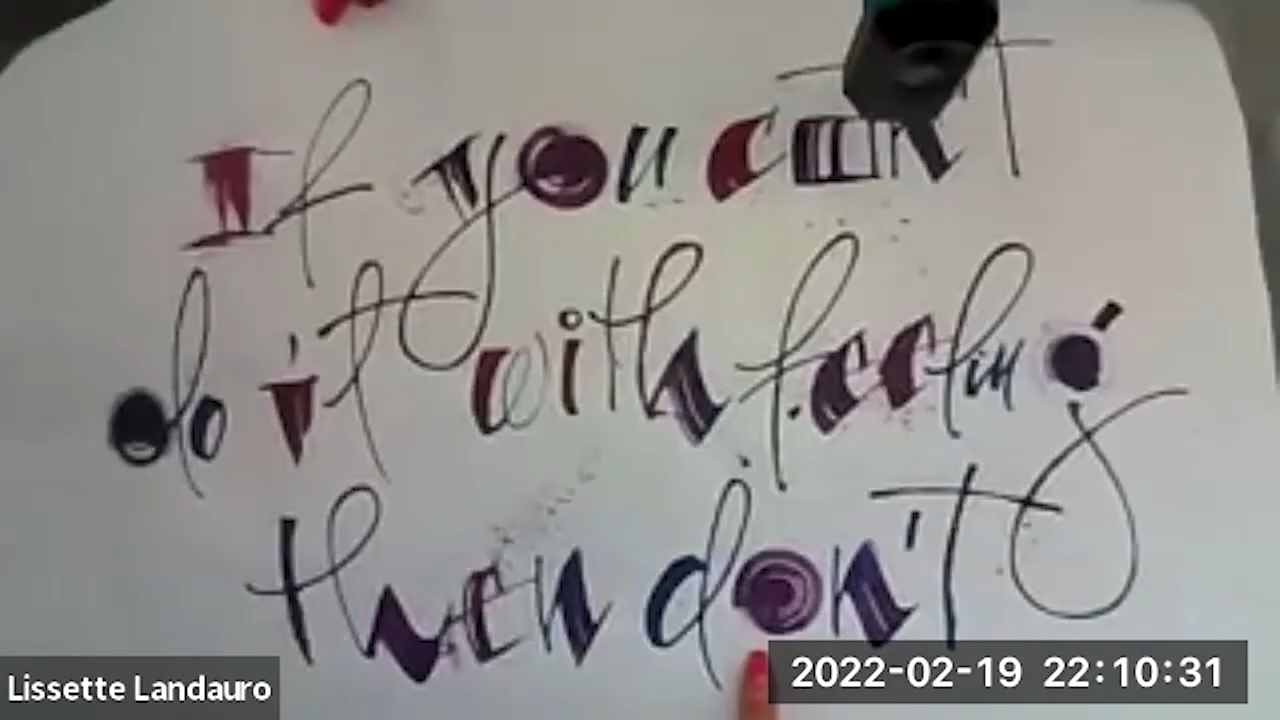 If you can't
do it with feeling
then don't
Lissette Landauro
2022-02-19 22:10:31